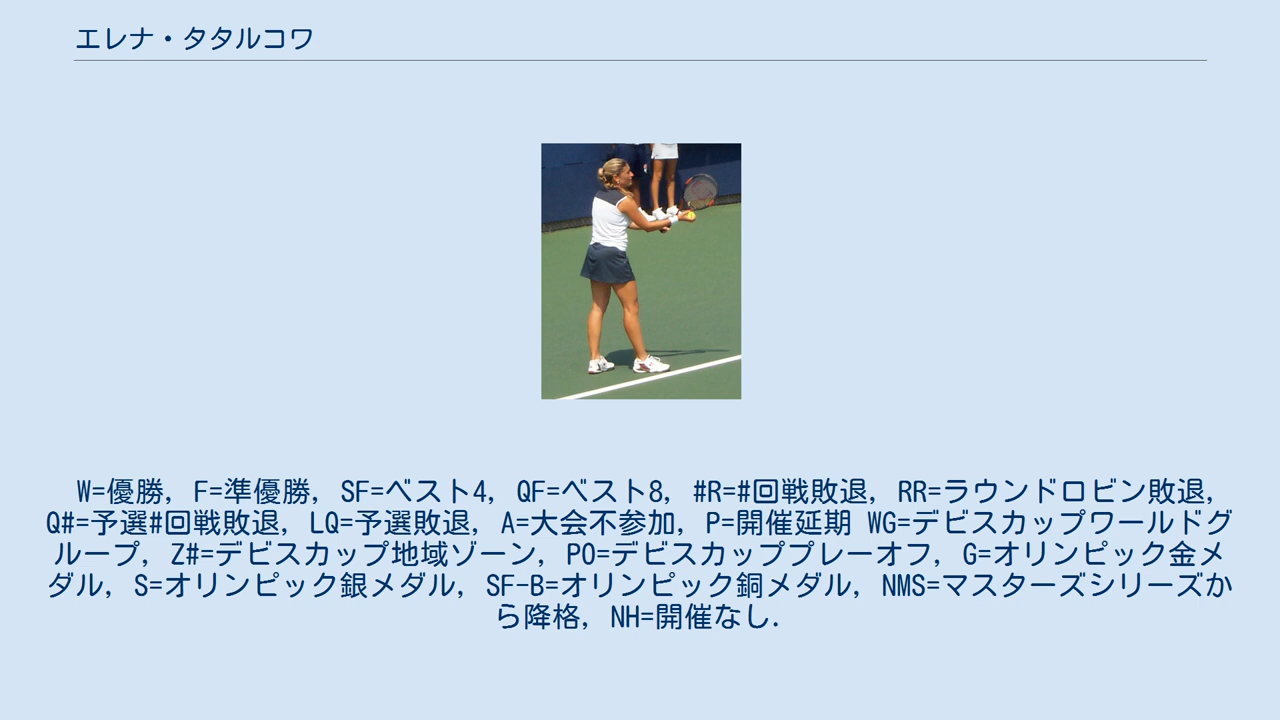 エレナ・タタルコワ
W=優勝, F=準優勝, SF=ベスト4, QF=ベスト8, #R=#回戦敗退, RR=ラウンドロビン敗退,
Q#=予選#回戦敗退, LQ=予選敗退, A=大会不参加, P=開催延期 WG=デビスカップワールドグ
ループ, Z#=デビスカップ地域ゾーン, PO=デビスカッププレーオフ, G=オリンピック金メ
ダル, S=オリンピック銀メダル, SF-B=オリンピック銅メダル, NMS=マスターズシリーズか
ら降格, NH=開催なし.